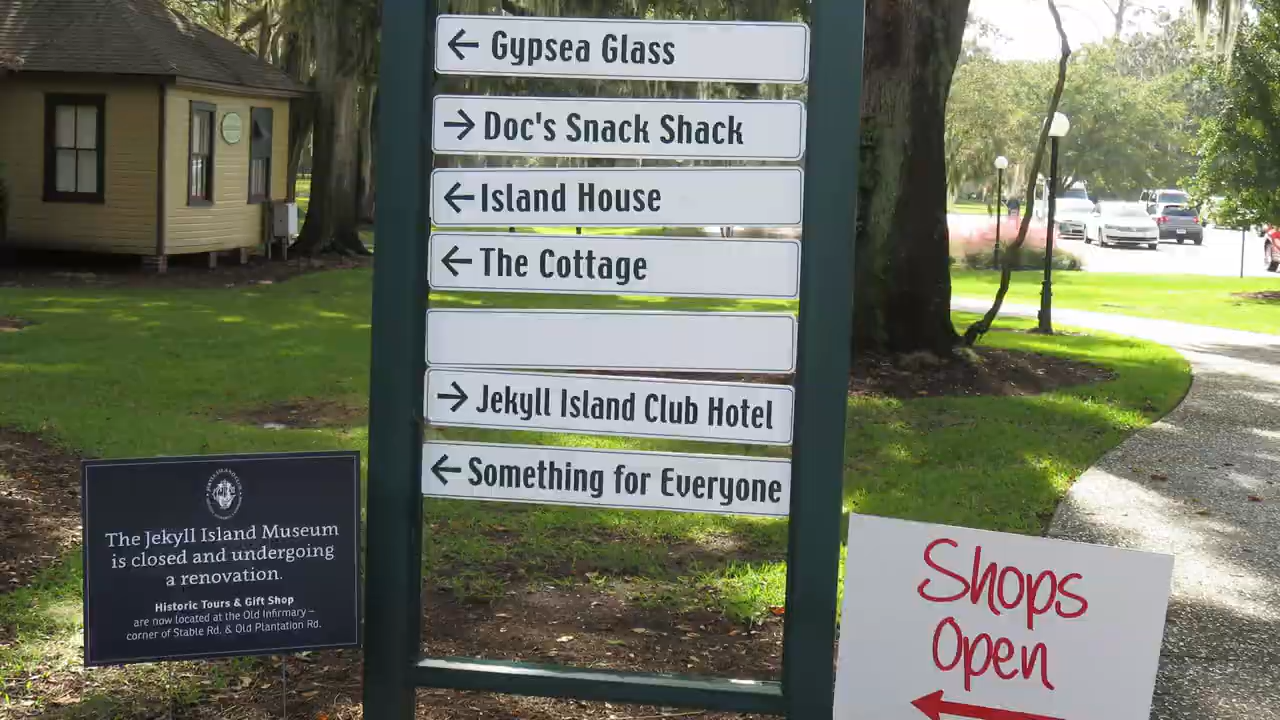 ← Gypsea Glass
→ Doc's Snack Shack
← Island House
← The Cottage
→ Jekyll Island Club Hotel
← Something for Everyone
The Jekyll Island Museum
is closed and undergoing
a renovation.
Historic Tours & Gift Shop
are now located at the Old Infirmary –
corner of Stable Rd. & Old Plantation Rd.
Shops
Open
←